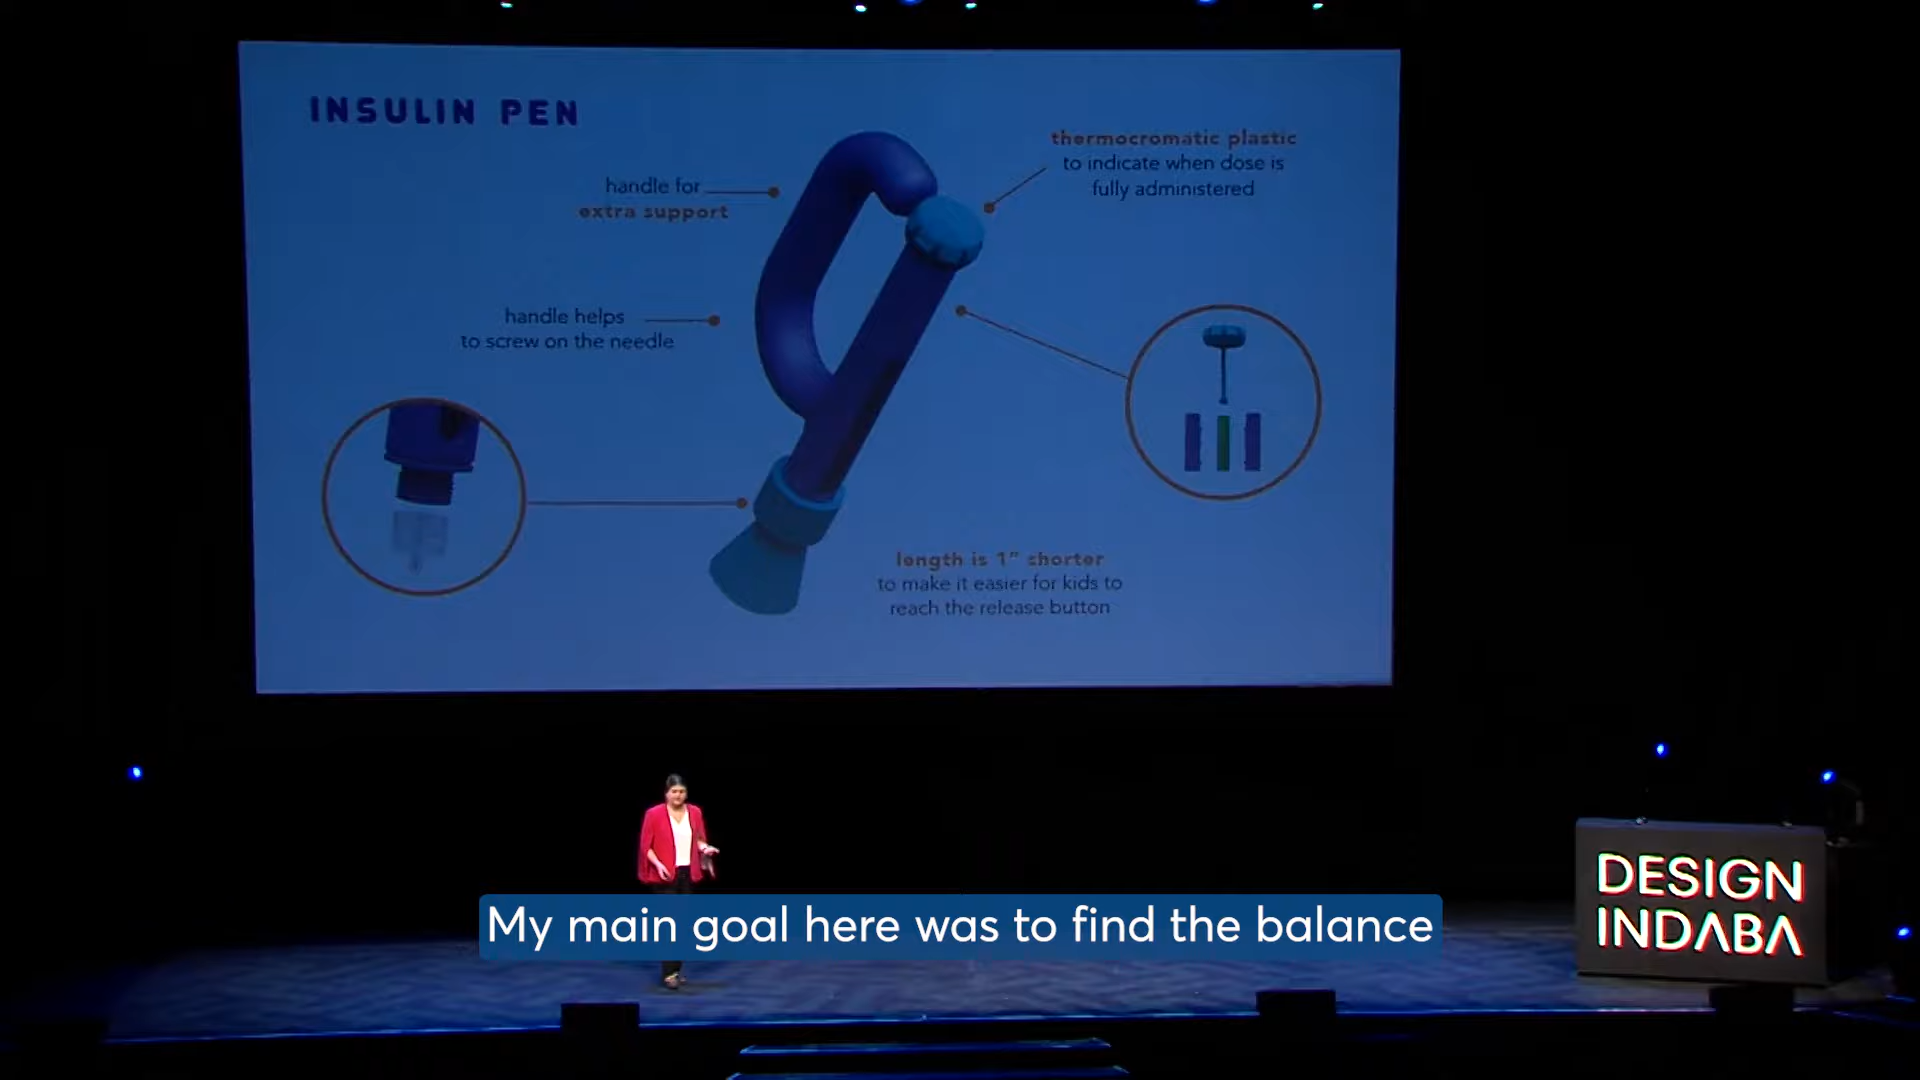 INSULIN PEN
thermocromatic plastic
to indicate when dose is
fully administered
handle for
extra support
handle helps
to screw on the needle
length is 1" shorter
to make it easier for kids to
reach the release button
My main goal here was to find the balance
DESIGN
INDABA